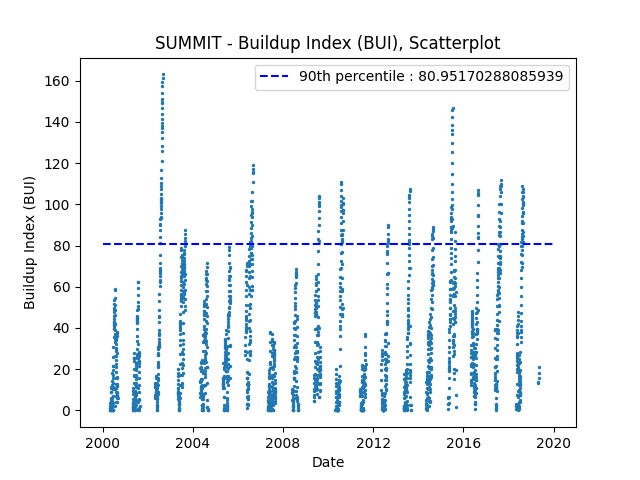 SUMMIT - Buildup Index (BUI), Scatterplot
90th percentile : 80.95170288085939
Buildup Index (BUI)
160
140
120
100
80
60
40
20
0
2000 2004 2008 2012 2016 2020
Date